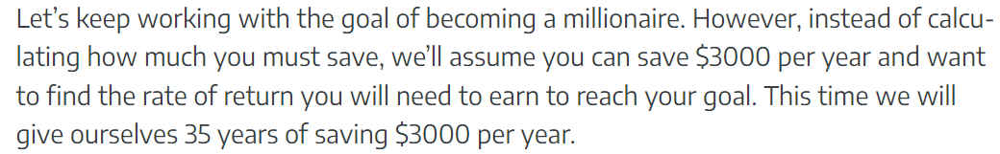 Let’s keep working with the goal of becoming a millionaire. However, instead of calcu-
lating how much you must save, we’ll assume you can save $3000 per year and want
to find the rate of return you will need to earn to reach your goal. This time we will
give ourselves 35 years of saving $3000 per year.